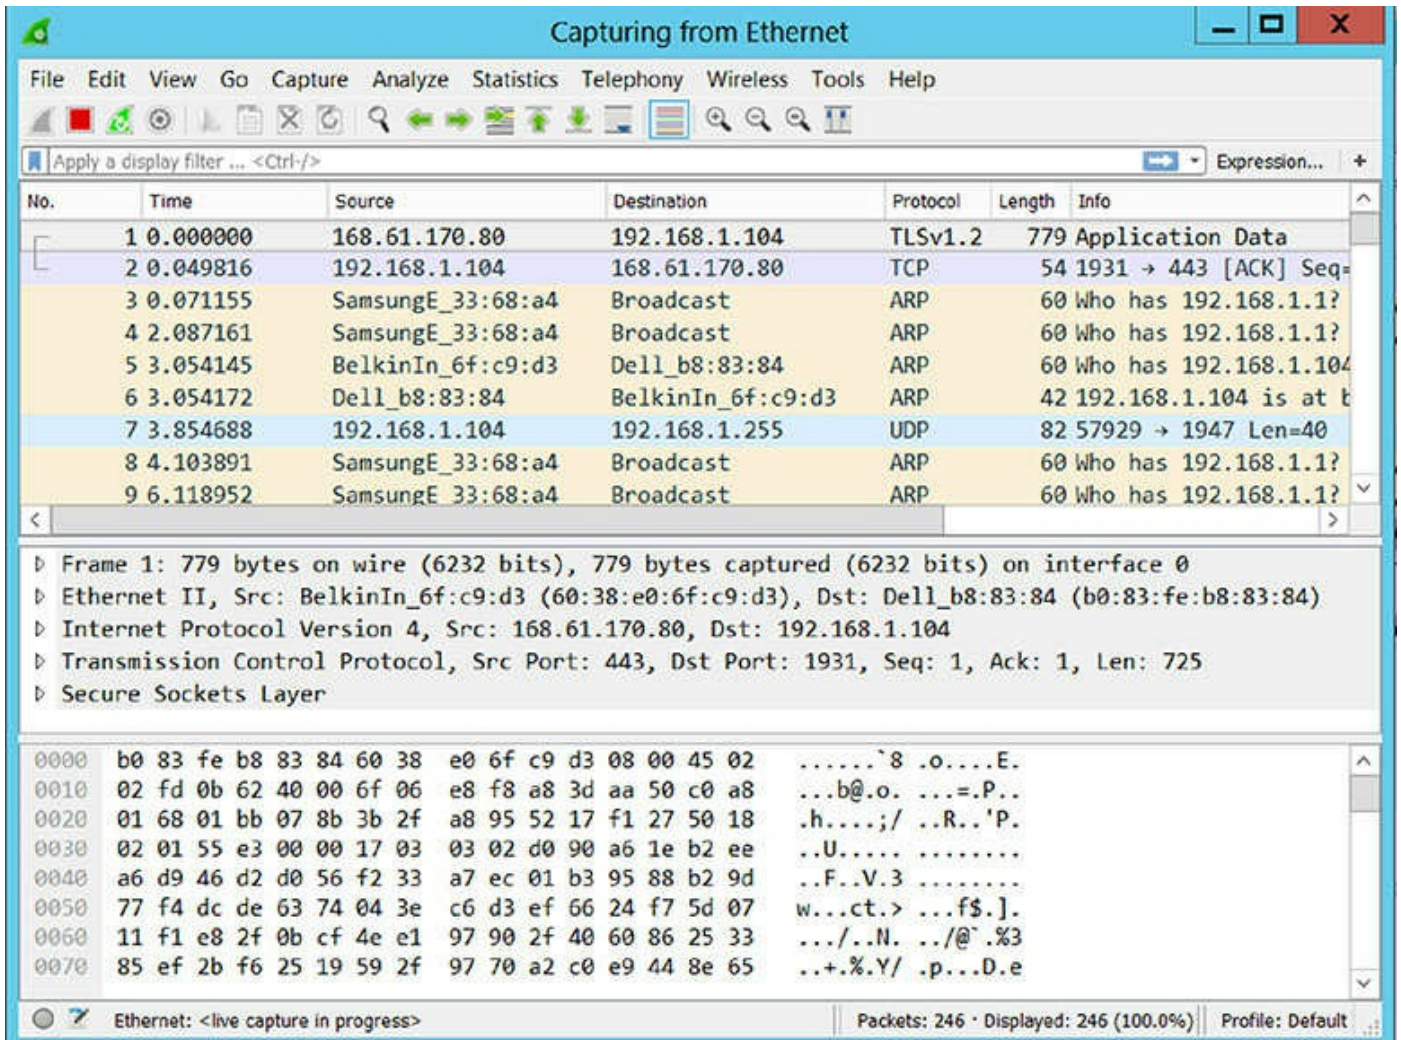 Capturing from Ethernet
File Edit View Go Capture Analyze Statistics Telephony Wireless Tools Help
Apply a display filter ... <Ctrl-/> Expression... +
No. Time Source Destination Protocol Length Info
1 0.000000 168.61.170.80 192.168.1.104 TLSv1.2 779 Application Data
2 0.049816 192.168.1.104 168.61.170.80 TCP 54 1931 → 443 [ACK] Seq=
3 0.071155 SamsungE_33:68:a4 Broadcast ARP 60 Who has 192.168.1.1?
4 2.087161 SamsungE_33:68:a4 Broadcast ARP 60 Who has 192.168.1.1?
5 3.054145 BelkinIn_6f:c9:d3 Dell_b8:83:84 ARP 60 Who has 192.168.1.104
6 3.054172 Dell_b8:83:84 BelkinIn_6f:c9:d3 ARP 42 192.168.1.104 is at b
7 3.854688 192.168.1.104 192.168.1.255 UDP 82 57929 → 1947 Len=40
8 4.103891 SamsungE_33:68:a4 Broadcast ARP 60 Who has 192.168.1.1?
9 6.118952 SamsungE_33:68:a4 Broadcast ARP 60 Who has 192.168.1.1?
Frame 1: 779 bytes on wire (6232 bits), 779 bytes captured (6232 bits) on interface 0
Ethernet II, Src: BelkinIn_6f:c9:d3 (60:38:e0:6f:c9:d3), Dst: Dell_b8:83:84 (b0:83:fe:b8:83:84)
Internet Protocol Version 4, Src: 168.61.170.80, Dst: 192.168.1.104
Transmission Control Protocol, Src Port: 443, Dst Port: 1931, Seq: 1, Ack: 1, Len: 725
Secure Sockets Layer
0000 b0 83 fe b8 83 84 60 38 e0 6f c9 d3 08 00 45 02 ......`8 .o....E.
0010 02 fd 0b 62 40 00 6f 06 e8 f8 a8 3d aa 50 c0 a8 ...b@.o. ...=.P..
0020 01 68 01 bb 07 8b 3b 2f a8 95 52 17 f1 27 50 18 .h....;/ ..R..'P.
0030 02 01 55 e3 00 00 17 03 03 02 d0 90 a6 1e b2 ee ..U..... ........
0040 a6 d9 46 d2 d0 56 f2 33 a7 ec 01 b3 95 88 b2 9d ..F..V.3 ........
0050 77 f4 dc de 63 74 04 3e c6 d3 ef 66 24 f7 5d 07 w...ct.> ...f$.].
0060 11 f1 e8 2f 0b cf 4e e1 97 90 2f 40 60 86 25 33 .../..N. ../@`.%3
0070 85 ef 2b f6 25 19 59 2f 97 70 a2 c0 e9 44 8e 65 ..+.%.Y/ .p...D.e
Ethernet: <live capture in progress> Packets: 246 · Displayed: 246 (100.0%) Profile: Default